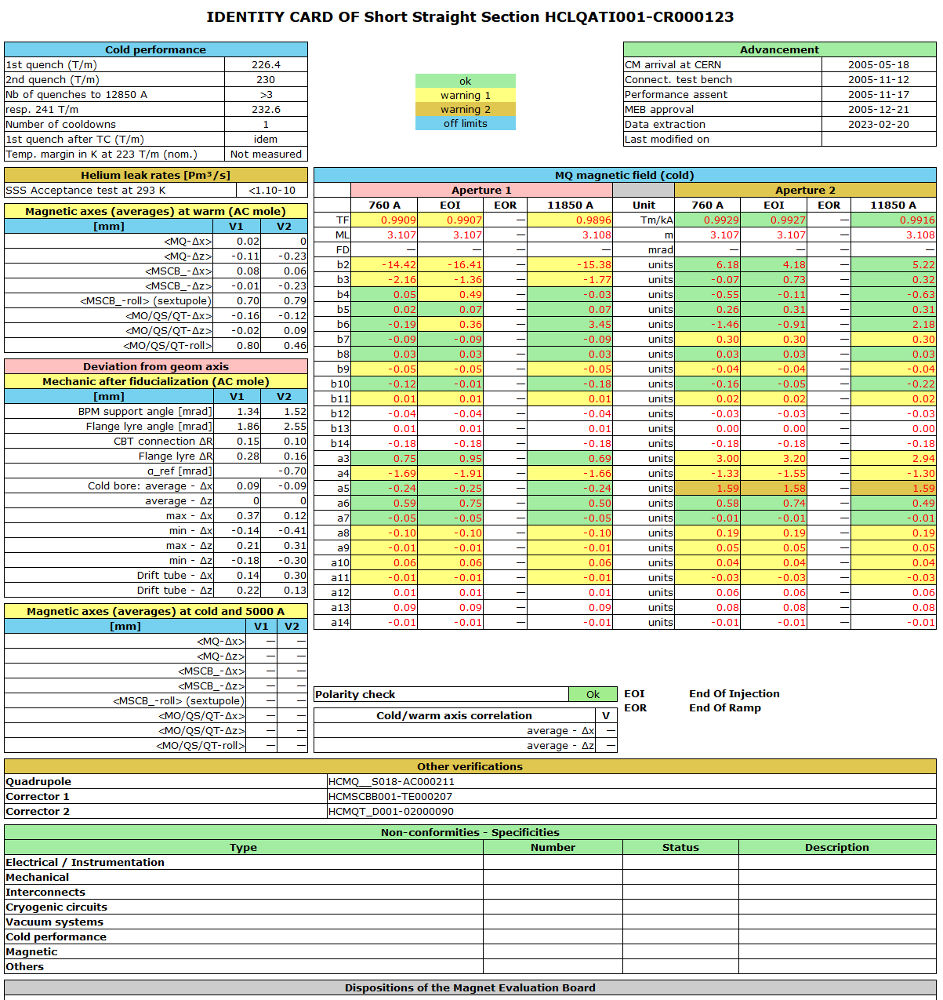 IDENTITY CARD OF Short Straight Section HCLQATI001-CR000123
Cold performance
1st quench (T/m) 226.4
2nd quench (T/m) 230
Nb of quenches to 12850 A >3
resp. 241 T/m 232.6
Number of cooldowns 1
1st quench after TC (T/m) idem
Temp. margin in K at 223 T/m (nom.) Not measured
ok
warning 1
warning 2
off limits
Advancement
CM arrival at CERN 2005-05-18
Connect. test bench 2005-11-12
Performance assent 2005-11-17
MEB approval 2005-12-21
Data extraction 2023-02-20
Last modified on
Helium leak rates [Pm³/s]
SSS Acceptance test at 293 K <1.10-10
Magnetic axes (averages) at warm (AC mole)
[mm] V1 V2
<MQ-Δx> 0.02 0
<MQ-Δz> -0.11 -0.23
<MSCB_-Δx> 0.08 0.06
<MSCB_-Δz> -0.01 -0.23
<MSCB_-roll> (sextupole) 0.70 0.79
<MO/QS/QT-Δx> -0.16 -0.12
<MO/QS/QT-Δz> -0.02 0.09
<MO/QS/QT-roll> 0.80 0.46
Deviation from geom axis
Mechanic after fiducialization (AC mole)
[mm] V1 V2
BPM support angle [mrad] 1.34 1.52
Flange lyre angle [mrad] 1.86 2.55
CBT connection ΔR 0.15 0.10
Flange lyre ΔR 0.28 0.16
α_ref [mrad] -0.70
Cold bore: average - Δx 0.09 -0.09
average - Δz 0 0
max - Δx 0.37 0.12
min - Δx -0.14 -0.41
max - Δz 0.21 0.31
min - Δz -0.18 -0.30
Drift tube - Δx 0.14 0.30
Drift tube - Δz 0.22 0.13
Magnetic axes (averages) at cold and 5000 A
[mm] V1 V2
<MQ-Δx> — —
<MQ-Δz> — —
<MSCB_-Δx> — —
<MSCB_-Δz> — —
<MSCB_-roll> (sextupole) — —
<MO/QS/QT-Δx> — —
<MO/QS/QT-Δz> — —
<MO/QS/QT-roll> — —
MQ magnetic field (cold)
Aperture 1 Aperture 2
760 A EOI EOR 11850 A Unit 760 A EOI EOR 11850 A
TF 0.9909 0.9907 — 0.9896 Tm/kA 0.9929 0.9927 — 0.9916
ML 3.107 3.107 — 3.108 m 3.107 3.107 — 3.108
FD — — — — mrad — — — —
b2 -14.42 -16.41 — -15.38 units 6.18 4.18 — 5.22
b3 -2.16 -1.36 — -1.77 units -0.07 0.73 — 0.32
b4 0.05 0.49 — -0.03 units -0.55 -0.11 — -0.63
b5 0.02 0.07 — 0.07 units 0.26 0.31 — 0.31
b6 -0.19 0.36 — 3.45 units -1.46 -0.91 — 2.18
b7 -0.09 -0.09 — -0.09 units 0.30 0.30 — 0.30
b8 0.03 0.03 — 0.03 units 0.03 0.03 — 0.03
b9 -0.05 -0.05 — -0.05 units -0.04 -0.04 — -0.04
b10 -0.12 -0.01 — -0.18 units -0.16 -0.05 — -0.22
b11 0.01 0.01 — 0.01 units 0.02 0.02 — 0.02
b12 -0.04 -0.04 — -0.04 units -0.03 -0.03 — -0.03
b13 0.01 0.01 — 0.01 units 0.00 0.00 — 0.00
b14 -0.18 -0.18 — -0.18 units -0.18 -0.18 — -0.18
a3 0.75 0.95 — 0.69 units 3.00 3.20 — 2.94
a4 -1.69 -1.91 — -1.66 units -1.33 -1.55 — -1.30
a5 -0.24 -0.25 — -0.24 units 1.59 1.58 — 1.59
a6 0.59 0.75 — 0.50 units 0.58 0.74 — 0.49
a7 -0.05 -0.05 — -0.05 units -0.01 -0.01 — -0.01
a8 -0.10 -0.10 — -0.10 units 0.19 0.19 — 0.19
a9 -0.01 -0.01 — -0.01 units 0.05 0.05 — 0.05
a10 0.06 0.06 — 0.06 units 0.04 0.04 — 0.04
a11 -0.01 -0.01 — -0.01 units -0.03 -0.03 — -0.03
a12 0.01 0.01 — 0.01 units 0.06 0.06 — 0.06
a13 0.09 0.09 — 0.09 units 0.08 0.08 — 0.08
a14 -0.01 -0.01 — -0.01 units -0.01 -0.01 — -0.01
Polarity check Ok
EOI End Of Injection
EOR End Of Ramp
Cold/warm axis correlation V
average - Δx —
average - Δz —
Other verifications
Quadrupole HCMQ__S018-AC000211
Corrector 1 HCMSCBB001-TE000207
Corrector 2 HCMQT_D001-02000090
Non-conformities - Specificities
Type Number Status Description
Electrical / Instrumentation
Mechanical
Interconnects
Cryogenic circuits
Vacuum systems
Cold performance
Magnetic
Others
Dispositions of the Magnet Evaluation Board